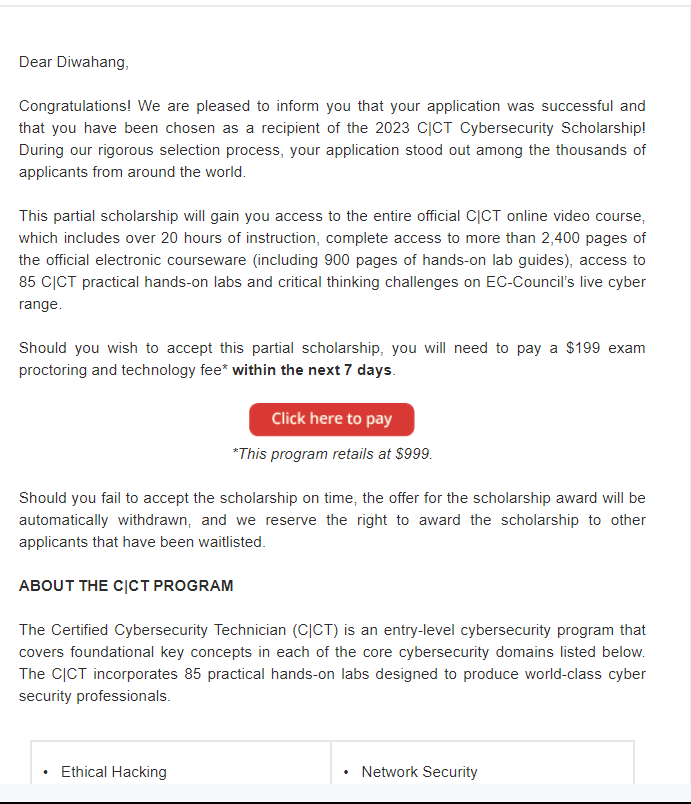 Dear Diwahang,
Congratulations! We are pleased to inform you that your application was successful and
that you have been chosen as a recipient of the 2023 C|CT Cybersecurity Scholarship!
During our rigorous selection process, your application stood out among the thousands of
applicants from around the world.
This partial scholarship will gain you access to the entire official C|CT online video course,
which includes over 20 hours of instruction, complete access to more than 2,400 pages of
the official electronic courseware (including 900 pages of hands-on lab guides), access to
85 C|CT practical hands-on labs and critical thinking challenges on EC-Council's live cyber
range.
Should you wish to accept this partial scholarship, you will need to pay a $199 exam
proctoring and technology fee* within the next 7 days.
Click here to pay
*This program retails at $999.
Should you fail to accept the scholarship on time, the offer for the scholarship award will be
automatically withdrawn, and we reserve the right to award the scholarship to other
applicants that have been waitlisted.
ABOUT THE C|CT PROGRAM
The Certified Cybersecurity Technician (C|CT) is an entry-level cybersecurity program that
covers foundational key concepts in each of the core cybersecurity domains listed below.
The C|CT incorporates 85 practical hands-on labs designed to produce world-class cyber
security professionals.
• Ethical Hacking
• Network Security